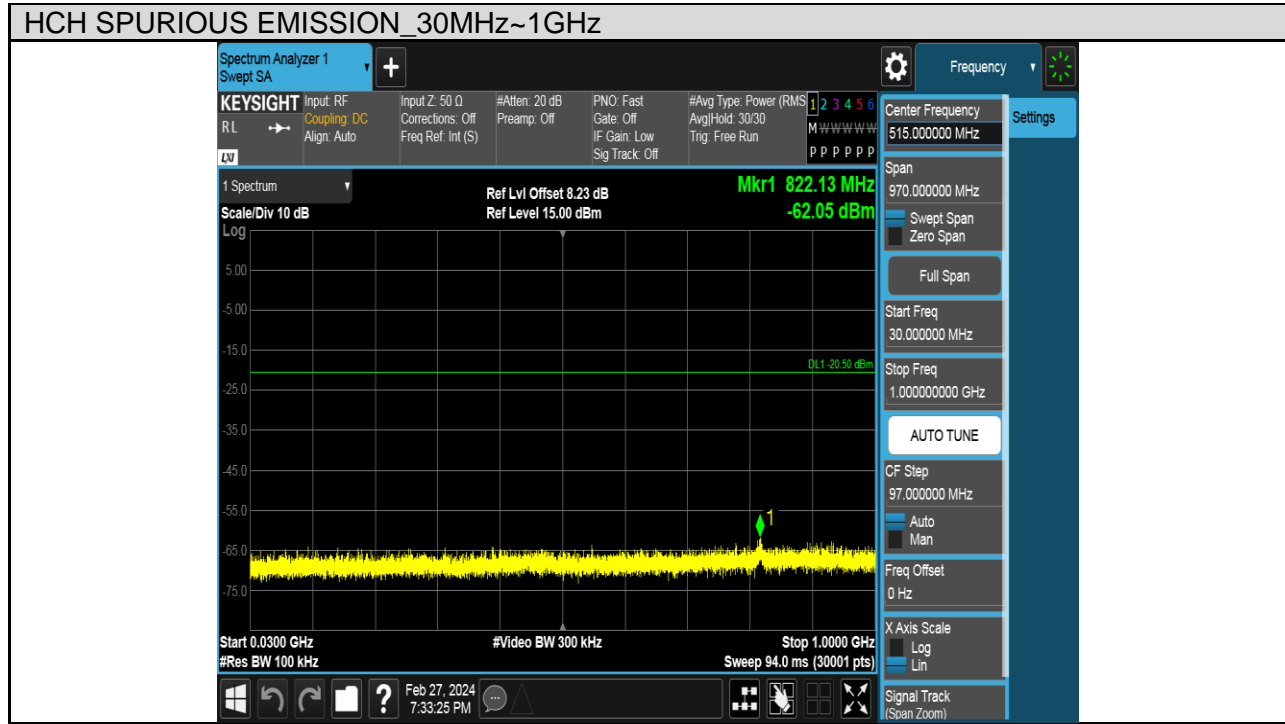 HCH SPURIOUS EMISSION_30MHz~1GHz
Spectrum Analyzer 1
Swept SA
Frequency
KEYSIGHT
RL
LXI
Input: RF
Coupling: DC
Align: Auto
Input Z: 50 Ω
Corrections: Off
Freq Ref: Int (S)
#Atten: 20 dB
Preamp: Off
PNO: Fast
Gate: Off
IF Gain: Low
Sig Track: Off
#Avg Type: Power (RMS
Avg|Hold: 30/30
Trig: Free Run
1 2 3 4 5 6
M W W W W W
P P P P P P
1 Spectrum
Scale/Div 10 dB
Log
Ref Lvl Offset 8.23 dB
Ref Level 15.00 dBm
Mkr1 822.13 MHz
-62.05 dBm
5.00
-5.00
-15.0
DL1 -20.50 dBm
-25.0
-35.0
-45.0
-55.0
1
-65.0
-75.0
Start 0.0300 GHz
#Res BW 100 kHz
#Video BW 300 kHz
Stop 1.0000 GHz
Sweep 94.0 ms (30001 pts)
Feb 27, 2024
7:33:25 PM
Center Frequency
515.000000 MHz
Settings
Span
970.000000 MHz
Swept Span
Zero Span
Full Span
Start Freq
30.000000 MHz
Stop Freq
1.000000000 GHz
AUTO TUNE
CF Step
97.000000 MHz
Auto
Man
Freq Offset
0 Hz
X Axis Scale
Log
Lin
Signal Track
(Span Zoom)